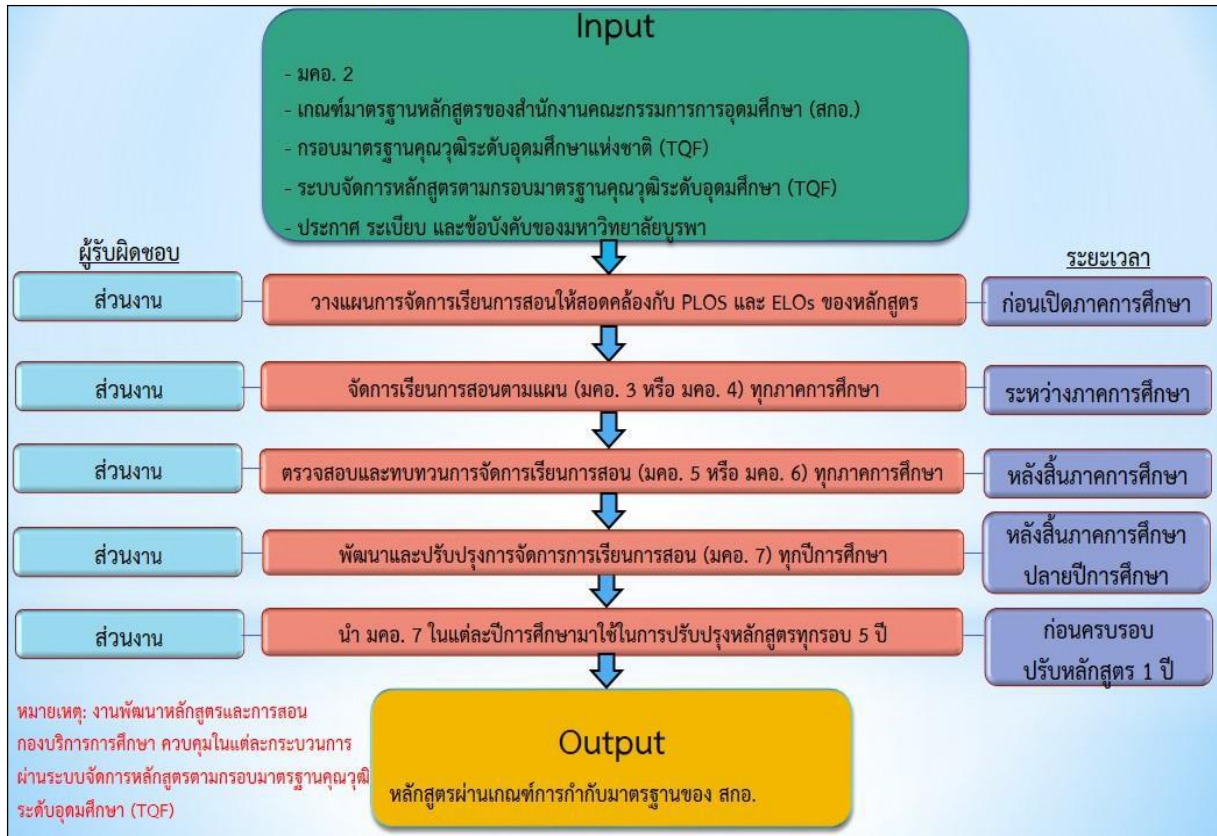 Input
- มคอ. 2
- เกณฑ์มาตรฐานหลักสูตรของสำนักงานคณะกรรมการการอุดมศึกษา (สกอ.)
- กรอบมาตรฐานคุณวุฒิระดับอุดมศึกษาแห่งชาติ (TQF)
- ระบบจัดการหลักสูตรตามกรอบมาตรฐานคุณวุฒิระดับอุดมศึกษา (TQF)
- ประกาศ ระเบียบ และข้อบังคับของมหาวิทยาลัยบูรพา
ผู้รับผิดชอบ
ระยะเวลา
ส่วนงาน
วางแผนการจัดการเรียนการสอนให้สอดคล้องกับ PLOS และ ELOs ของหลักสูตร
ก่อนเปิดภาคการศึกษา
ส่วนงาน
จัดการเรียนการสอนตามแผน (มคอ. 3 หรือ มคอ. 4) ทุกภาคการศึกษา
ระหว่างภาคการศึกษา
ส่วนงาน
ตรวจสอบและทบทวนการจัดการเรียนการสอน (มคอ. 5 หรือ มคอ. 6) ทุกภาคการศึกษา
หลังสิ้นภาคการศึกษา
ส่วนงาน
พัฒนาและปรับปรุงการจัดการการเรียนการสอน (มคอ. 7) ทุกปีการศึกษา
หลังสิ้นภาคการศึกษา
ปลายปีการศึกษา
ส่วนงาน
นำ มคอ. 7 ในแต่ละปีการศึกษามาใช้ในการปรับปรุงหลักสูตรทุกรอบ 5 ปี
ก่อนครบรอบ
ปรับหลักสูตร 1 ปี
หมายเหตุ: งานพัฒนาหลักสูตรและการสอน
กองบริการการศึกษา ควบคุมในแต่ละกระบวนการ
ผ่านระบบจัดการหลักสูตรตามกรอบมาตรฐานคุณวุฒิ
ระดับอุดมศึกษา (TQF)
Output
หลักสูตรผ่านเกณฑ์การกำกับมาตรฐานของ สกอ.